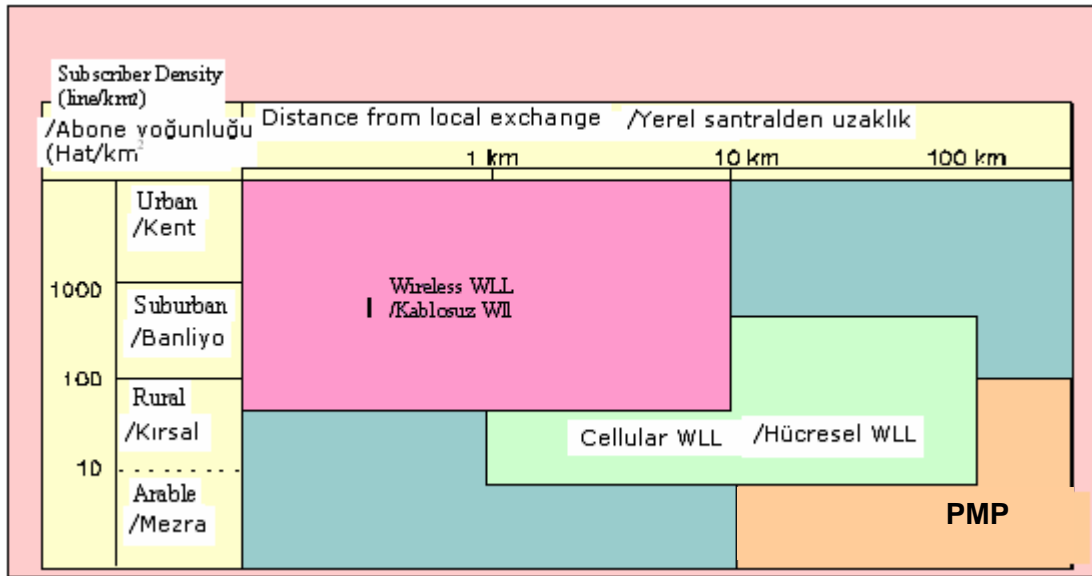 Subscriber Density
(line/km²)
/Abone yoğunluğu
(Hat/km²
Distance from local exchange /Yerel santralden uzaklık
1 km 10 km 100 km
Urban
/Kent
1000
Suburban
/Banliyo
100
Rural
/Kırsal
10
Arable
/Mezra
Wireless WLL
/Kablosuz Wll
Cellular WLL /Hücresel WLL
PMP